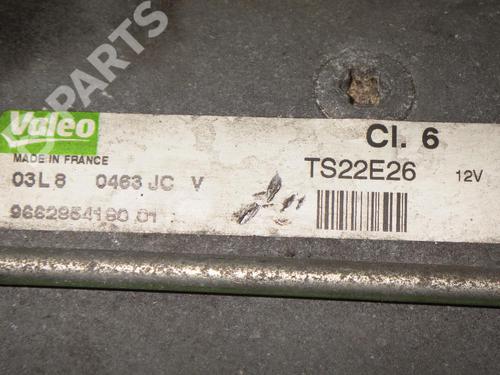 PARTS
Valeo
Cl. 6
MADE IN FRANCE
TS22E26
12V
03L8 0463 JC V
9662854180 01